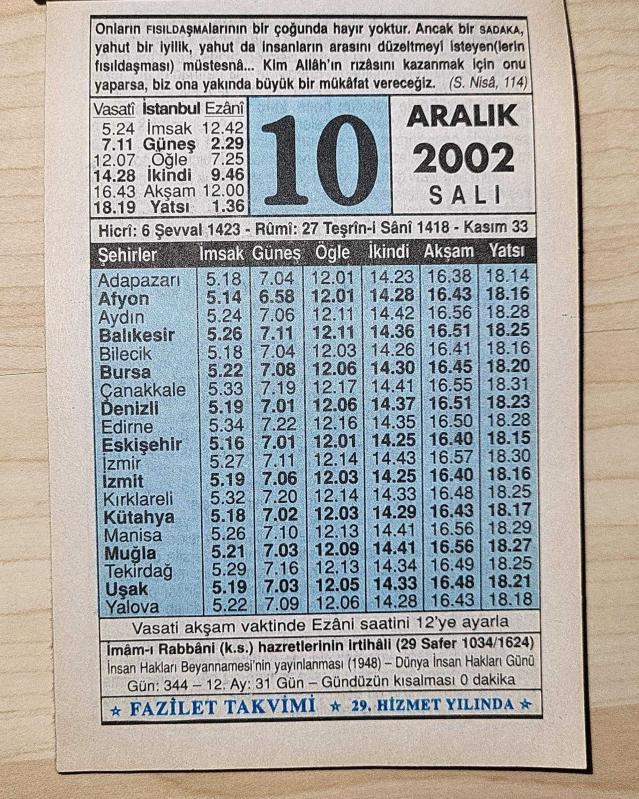 Onların FISILDAŞMAlarının bir çoğunda hayır yoktur. Ancak bir SADAKA,
yahut bir iyilik, yahut da insanların arasını düzeltmeyi isteyen(lerin
fısıldaşması) müstesnâ... Kim Allâh'ın rızâsını kazanmak için onu
yaparsa, biz ona yakında büyük bir mükâfat vereceğiz. (S. Nisâ, 114)
Vasatî İstanbul Ezânî
5.24 İmsak 12.42
7.11 Güneş 2.29
12.07 Öğle 7.25
14.28 İkindi 9.46
16.43 Akşam 12.00
18.19 Yatsı 1.36
10
ARALIK
2002
SALI
Hicrî: 6 Şevval 1423 - Rûmî: 27 Teşrîn-i Sânî 1418 - Kasım 33
Şehirler İmsak Güneş Öğle İkindi Akşam Yatsı
Adapazarı 5.18 7.04 12.01 14.23 16.38 18.14
Afyon 5.14 6.58 12.01 14.28 16.43 18.16
Aydın 5.24 7.06 12.11 14.42 16.56 18.28
Balıkesir 5.26 7.11 12.11 14.36 16.51 18.25
Bilecik 5.18 7.04 12.03 14.26 16.41 18.16
Bursa 5.22 7.08 12.06 14.30 16.45 18.20
Çanakkale 5.33 7.19 12.17 14.41 16.55 18.31
Denizli 5.19 7.01 12.06 14.37 16.51 18.23
Edirne 5.34 7.22 12.16 14.35 16.50 18.28
Eskişehir 5.16 7.01 12.01 14.25 16.40 18.15
İzmir 5.27 7.11 12.14 14.43 16.57 18.30
İzmit 5.19 7.06 12.03 14.25 16.40 18.16
Kırklareli 5.32 7.20 12.14 14.33 16.48 18.25
Kütahya 5.18 7.02 12.03 14.29 16.43 18.17
Manisa 5.26 7.10 12.13 14.41 16.56 18.29
Muğla 5.21 7.03 12.09 14.41 16.56 18.27
Tekirdağ 5.29 7.16 12.13 14.34 16.49 18.25
Uşak 5.19 7.03 12.05 14.33 16.48 18.21
Yalova 5.22 7.09 12.06 14.28 16.43 18.18
Vasati akşam vaktinde Ezâni saatini 12'ye ayarla
İmâm-ı Rabbâni (k.s.) hazretlerinin irtihâli (29 Safer 1034/1624)
İnsan Hakları Beyannamesi'nin yayınlanması (1948) – Dünya İnsan Hakları Günü
Gün: 344 – 12. Ay: 31 Gün – Gündüzün kısalması 0 dakika
☆ FAZİLET TAKVİMİ ☆ 29. HİZMET YILINDA ☆